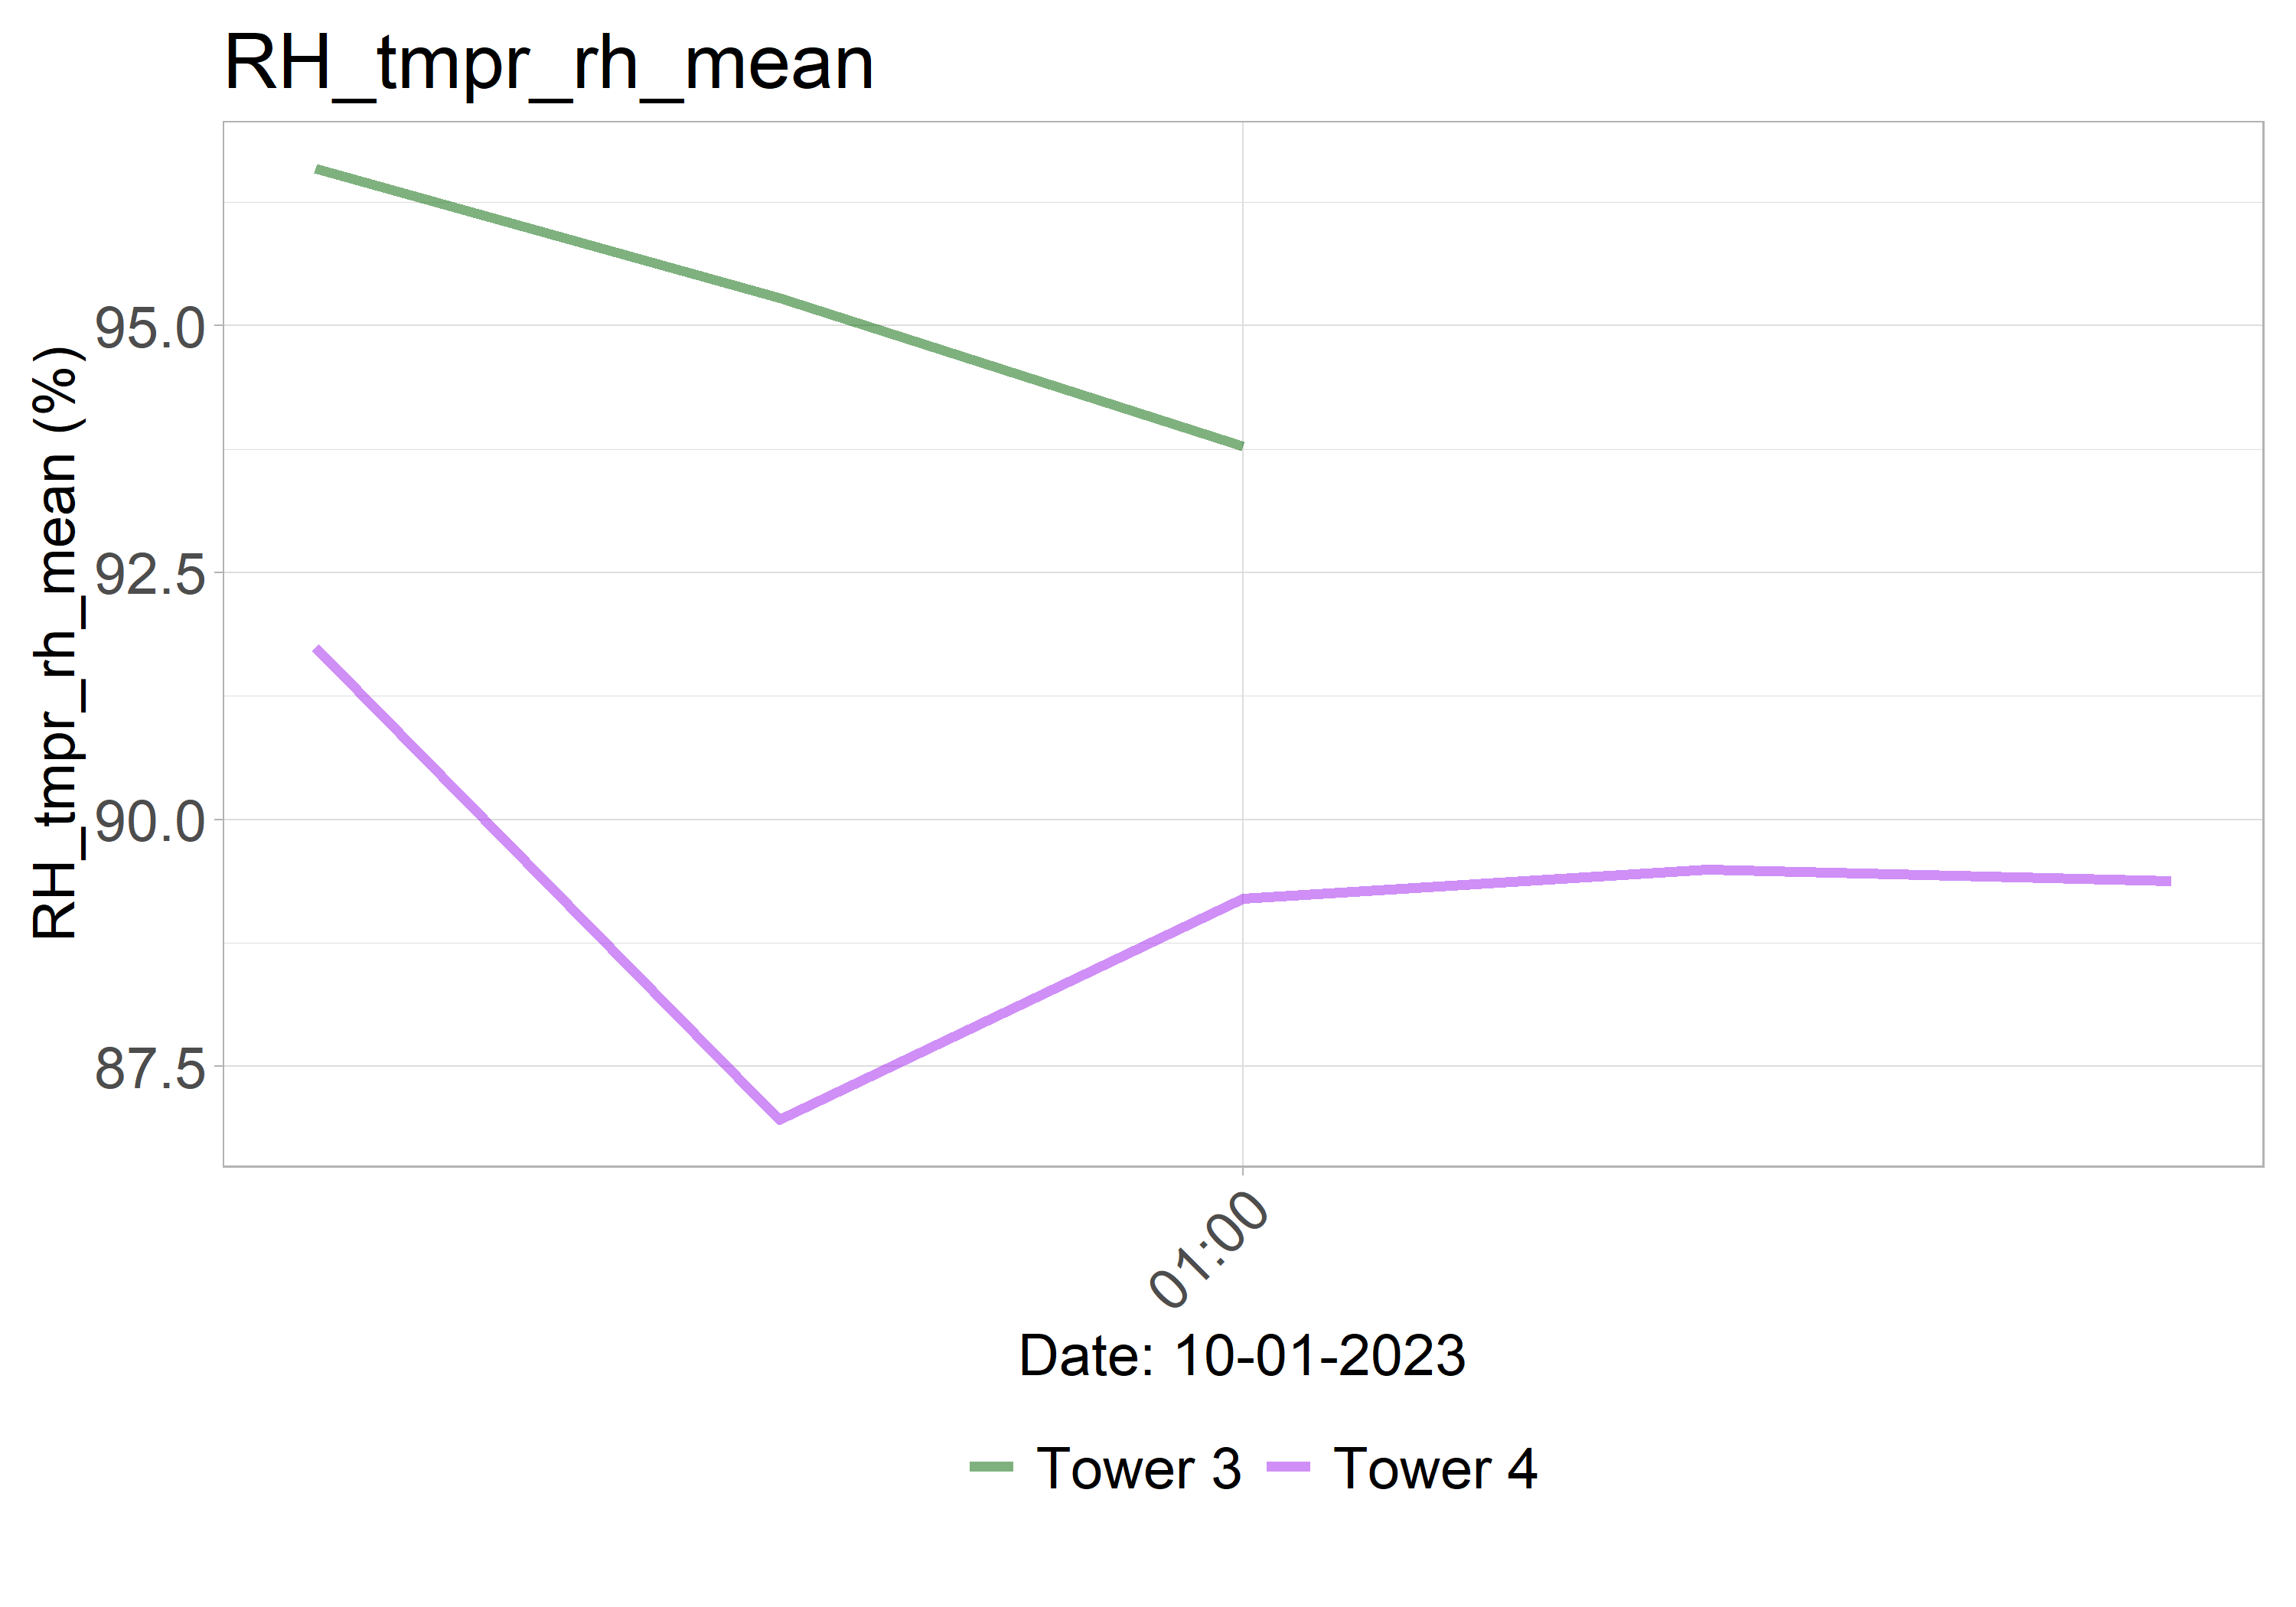 RH_tmpr_rh_mean
RH_tmpr_rh_mean (%)
95.0
92.5
90.0
87.5
01:00
Date: 10-01-2023
Tower 3 Tower 4